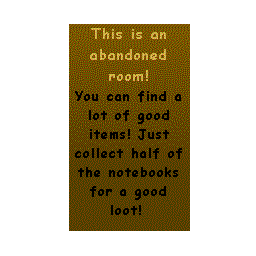 This is an
abandoned
room!
You can find a
lot of good
items! Just
collect half of
the notebooks
for a good
loot!